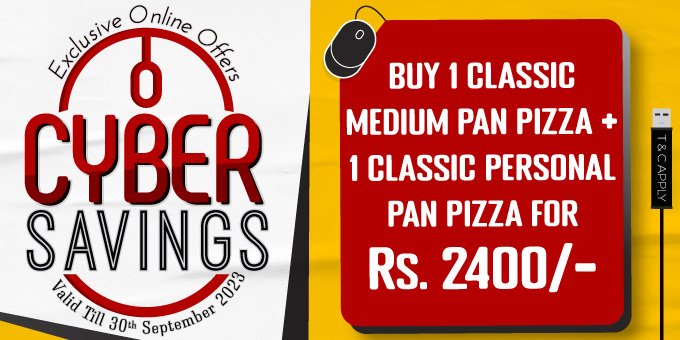 Exclusive Online Offers
CYBER
SAVINGS
Valid Till 30th September 2023
BUY 1 CLASSIC
MEDIUM PAN PIZZA +
1 CLASSIC PERSONAL
PAN PIZZA FOR
Rs. 2400/-
T & C APPLY